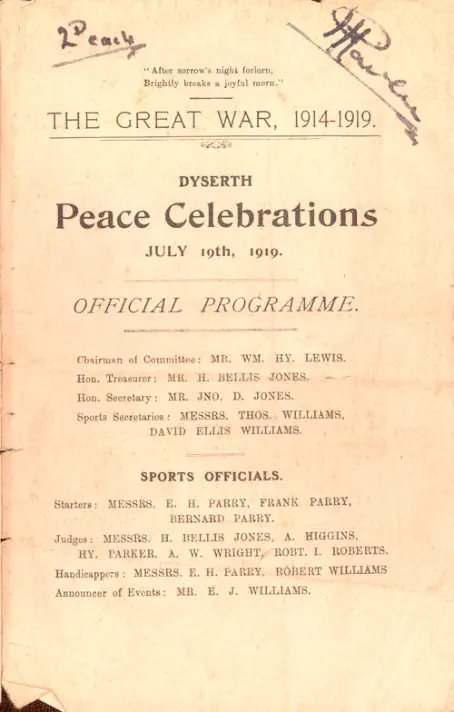 2D each
"After sorrow's night forlorn,
Brightly breaks a joyful morn."
THE GREAT WAR, 1914-1919.
DYSERTH
Peace Celebrations
JULY 19th, 1919.
OFFICIAL PROGRAMME.
Chairman of Committee: MR. WM. HY. LEWIS.
Hon. Treasurer: MR. H. BELLIS JONES.
Hon. Secretary: MR. JNO. D. JONES.
Sports Secretaries: MESSRS. THOS. WILLIAMS,
DAVID ELLIS WILLIAMS.
SPORTS OFFICIALS.
Starters: MESSRS. E. H. PARRY, FRANK PARRY,
BERNARD PARRY.
Judges: MESSRS. H. BELLIS JONES, A. HIGGINS,
HY. PARKER, A. W. WRIGHT, ROBT. I. ROBERTS.
Handicappers: MESSRS. E. H. PARRY, ROBERT WILLIAMS
Announcer of Events: MR. E. J. WILLIAMS.